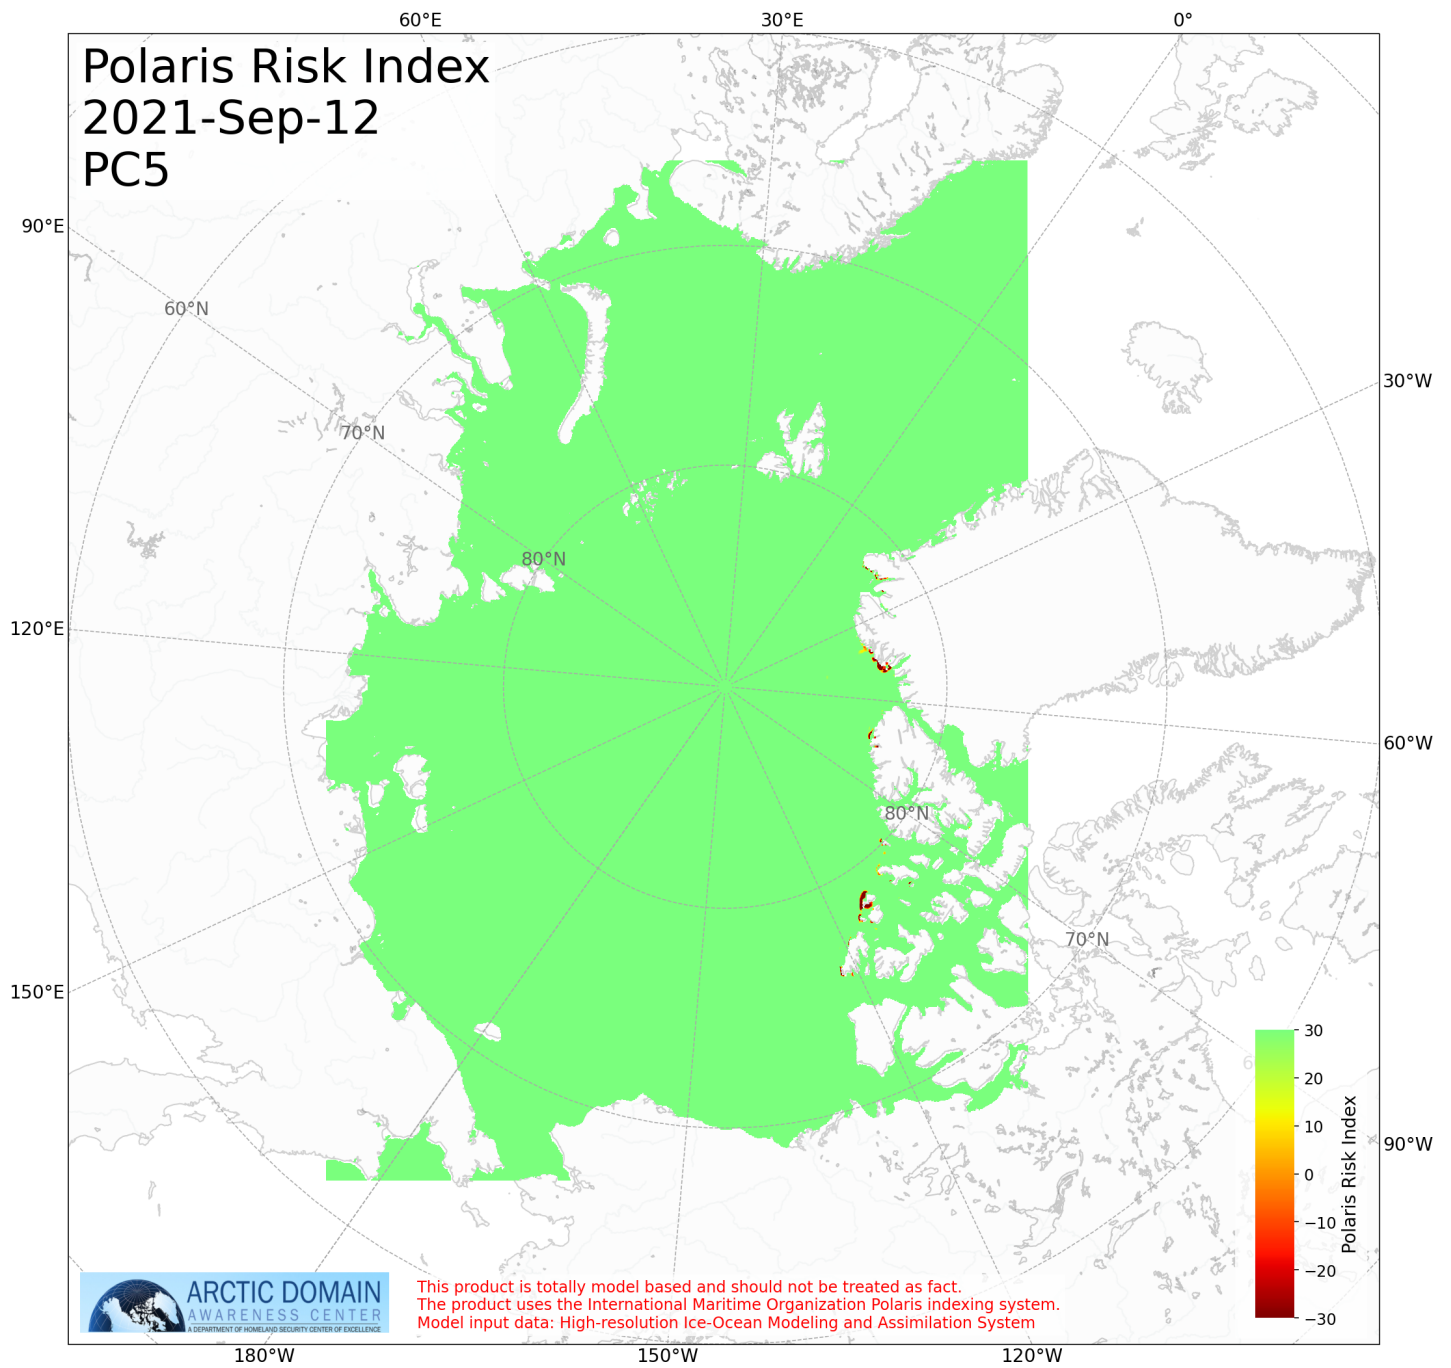 60°E 30°E 0°
Polaris Risk Index
2021-Sep-12
PC5
90°E
60°N
30°W
70°N
80°N
120°E
60°W
80°N
70°N
150°E
30
20
10
0
−10
−20
−30
Polaris Risk Index
90°W
ARCTIC DOMAIN
AWARENESS CENTER
A DEPARTMENT OF HOMELAND SECURITY CENTER OF EXCELLENCE
This product is totally model based and should not be treated as fact.
The product uses the International Maritime Organization Polaris indexing system.
Model input data: High-resolution Ice-Ocean Modeling and Assimilation System
180°W 150°W 120°W